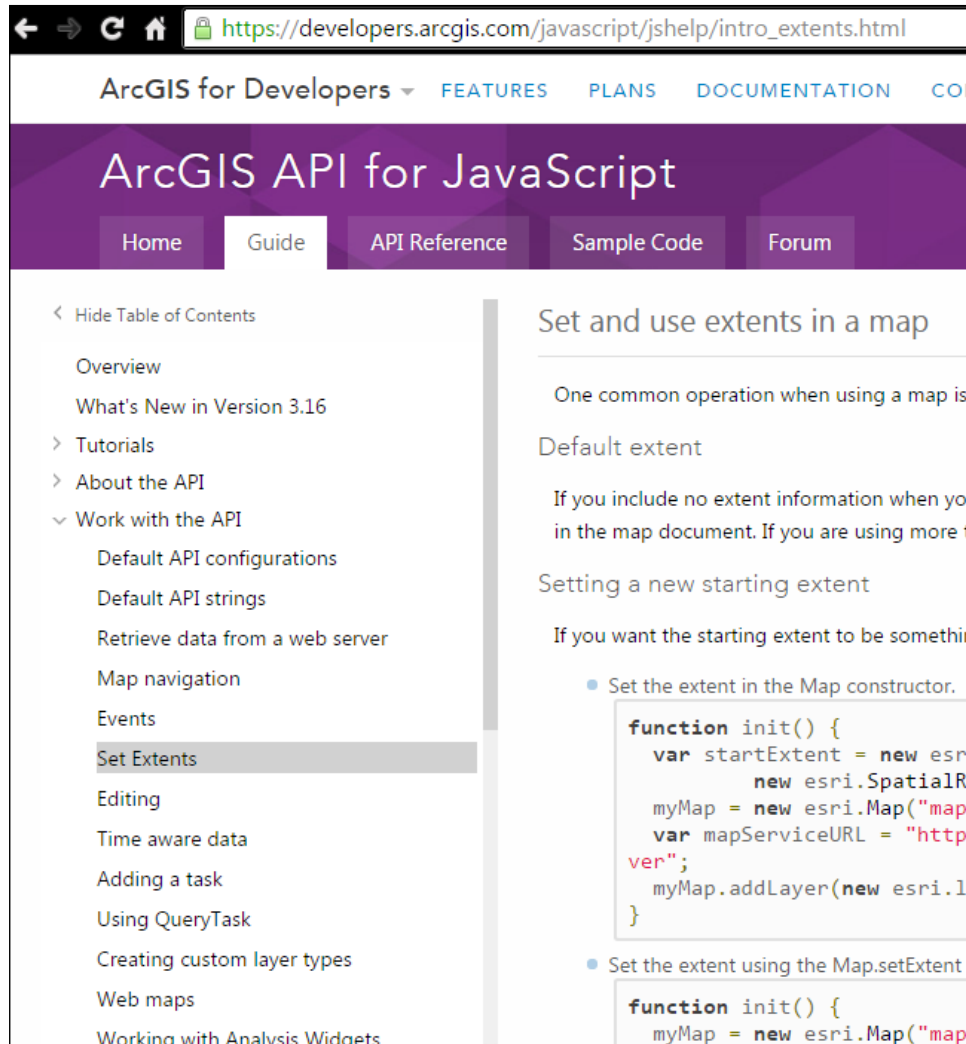 https://developers.arcgis.com/javascript/jshelp/intro_extents.html
ArcGIS for Developers FEATURES PLANS DOCUMENTATION
ArcGIS API for JavaScript
Home Guide API Reference Sample Code Forum
Hide Table of Contents
Overview
What's New in Version 3.16
Tutorials
About the API
Work with the API
Default API configurations
Default API strings
Retrieve data from a web server
Map navigation
Events
Set Extents
Editing
Time aware data
Adding a task
Using QueryTask
Creating custom layer types
Web maps
Working with Analysis Widgets
Set and use extents in a map
One common operation when using a map is
Default extent
If you include no extent information when yo
in the map document. If you are using more
Setting a new starting extent
If you want the starting extent to be somethi
Set the extent in the Map constructor.
function init() {
var startExtent = new esr
new esri.SpatialR
myMap = new esri.Map("map
var mapServiceURL = "http
ver";
myMap.addLayer(new esri.l
}
Set the extent using the Map.setExtent
function init() {
myMap = new esri.Map("map